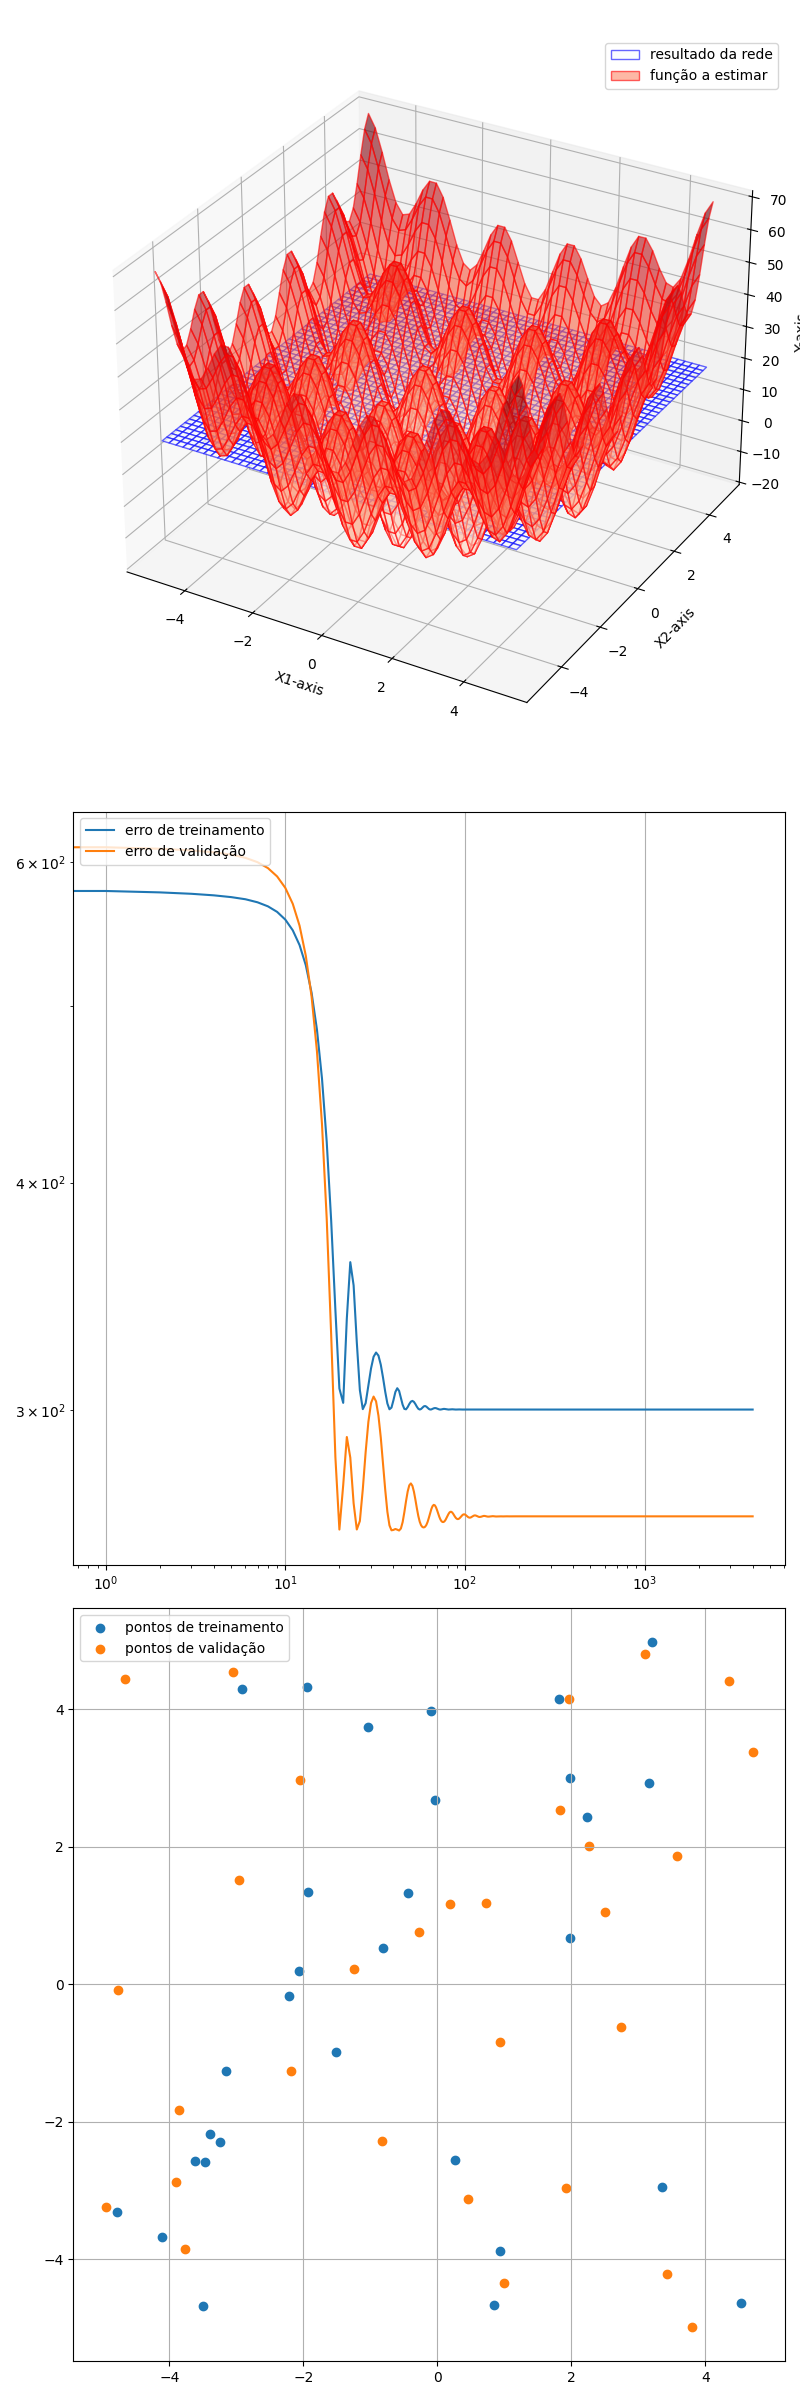 resultado da rede
função a estimar
70
60
50
40
30
20
10
0
−10
−20
4
2
0
−2
−4
X2-axis
−4
−2
0
2
4
X1-axis
erro de treinamento
erro de validação
6 × 10²
4 × 10²
3 × 10²
10⁰ 10¹ 10² 10³
pontos de treinamento
pontos de validação
4
2
0
−2
−4
−4 −2 0 2 4